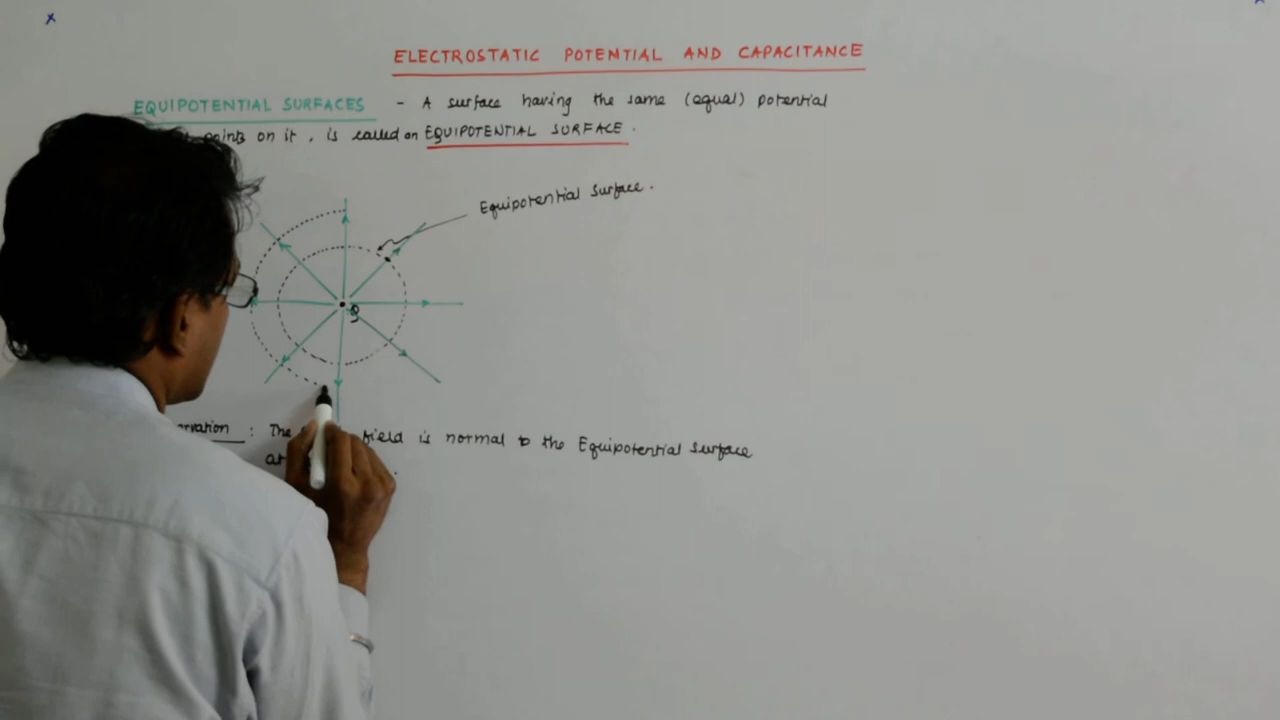 ELECTROSTATIC POTENTIAL AND CAPACITANCE
EQUIPOTENTIAL SURFACES - A surface having the same (equal) potential
points on it, is called an EQUIPOTENTIAL SURFACE.
Equipotential surface.
: The field is normal to the Equipotential surface